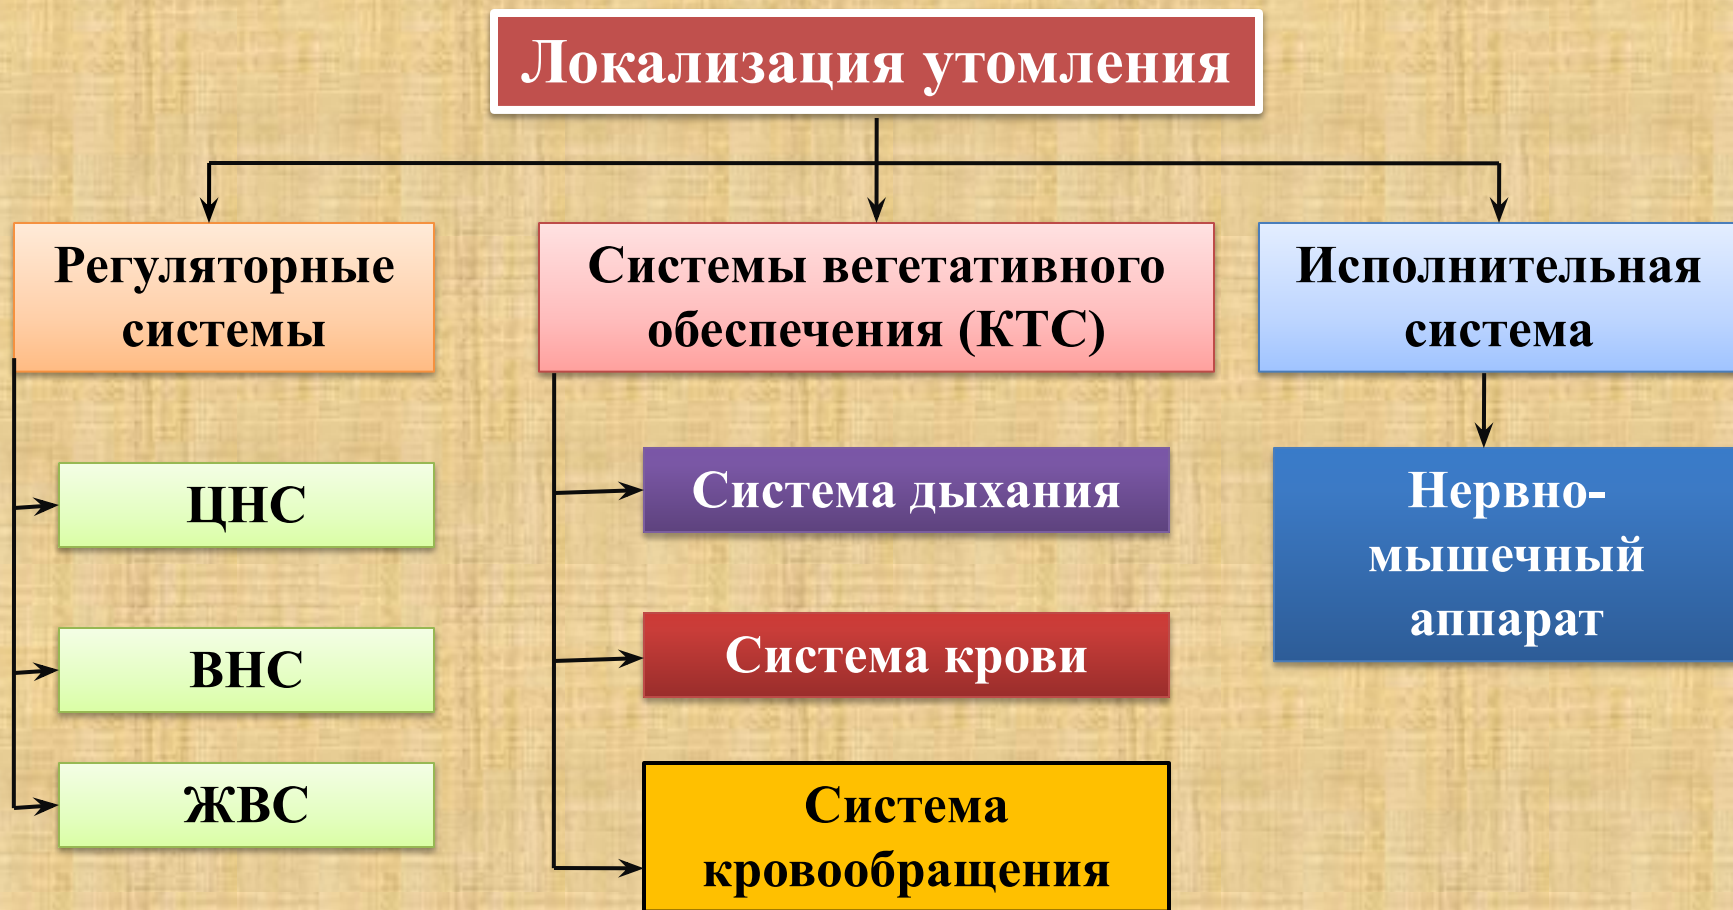 Локализация утомления
Регуляторные
системы
ЦНС
ВНС
ЖВС
Системы вегетативного
обеспечения (КТС)
Система дыхания
Система крови
Система
кровообращения
Исполнительная
система
Нервно-
мышечный
аппарат